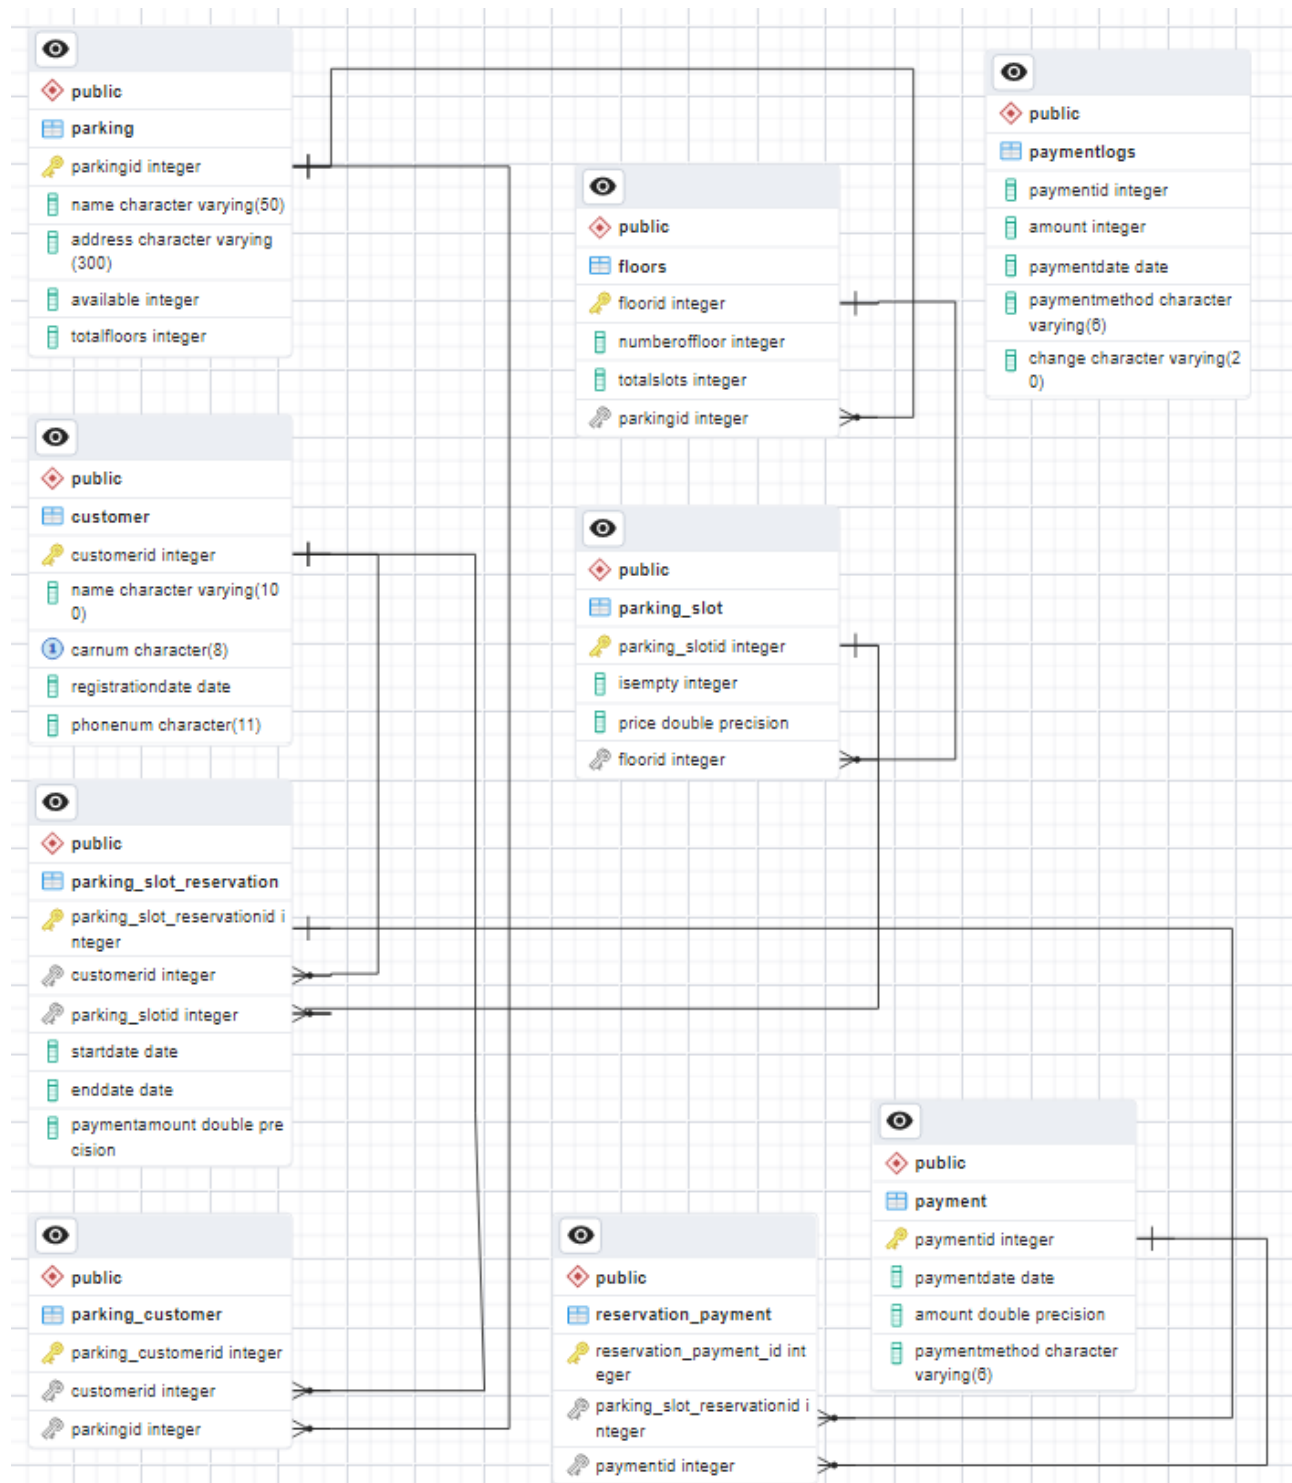 public
parking
parkingid integer
name character varying(50)
address character varying
(300)
available integer
totalfloors integer
public
customer
customerid integer
name character varying(10
0)
1
carnum character(8)
registrationdate date
phonenum character(11)
public
parking_slot_reservation
parking_slot_reservationid i
nteger
customerid integer
parking_slotid integer
startdate date
enddate date
paymentamount double pre
cision
public
parking_customer
parking_customerid integer
customerid integer
parkingid integer
public
floors
floorid integer
numberoffloor integer
totalslots integer
parkingid integer
public
parking_slot
parking_slotid integer
isempty integer
price double precision
floorid integer
public
reservation_payment
reservation_payment_id int
eger
parking_slot_reservationid i
nteger
paymentid integer
public
paymentlogs
paymentid integer
amount integer
paymentdate date
paymentmethod character
varying(6)
change character varying(2
0)
public
payment
paymentid integer
paymentdate date
amount double precision
paymentmethod character
varying(6)